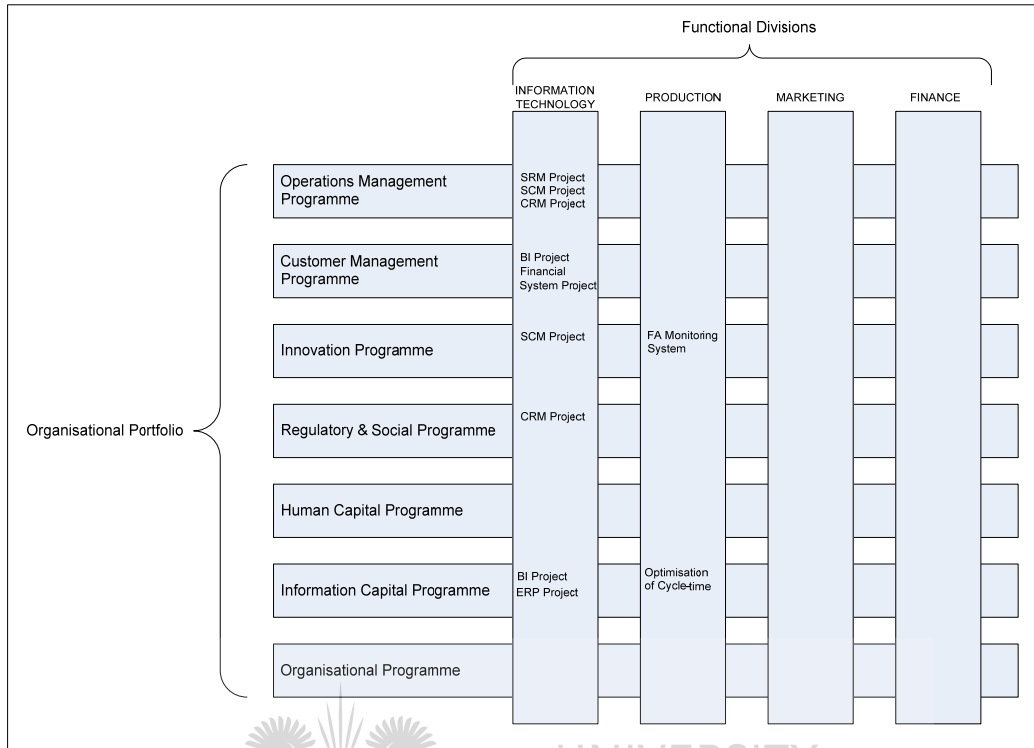 Functional Divisions
INFORMATION
TECHNOLOGY
PRODUCTION
MARKETING
FINANCE
Organisational Portfolio
Operations Management
Programme
SRM Project
SCM Project
CRM Project
Customer Management
Programme
BI Project
Financial
System Project
Innovation Programme
SCM Project
FA Monitoring
System
Regulatory & Social Programme
CRM Project
Human Capital Programme
Information Capital Programme
BI Project
ERP Project
Optimisation
of Cycle-time
Organisational Programme
UNIVERSITY